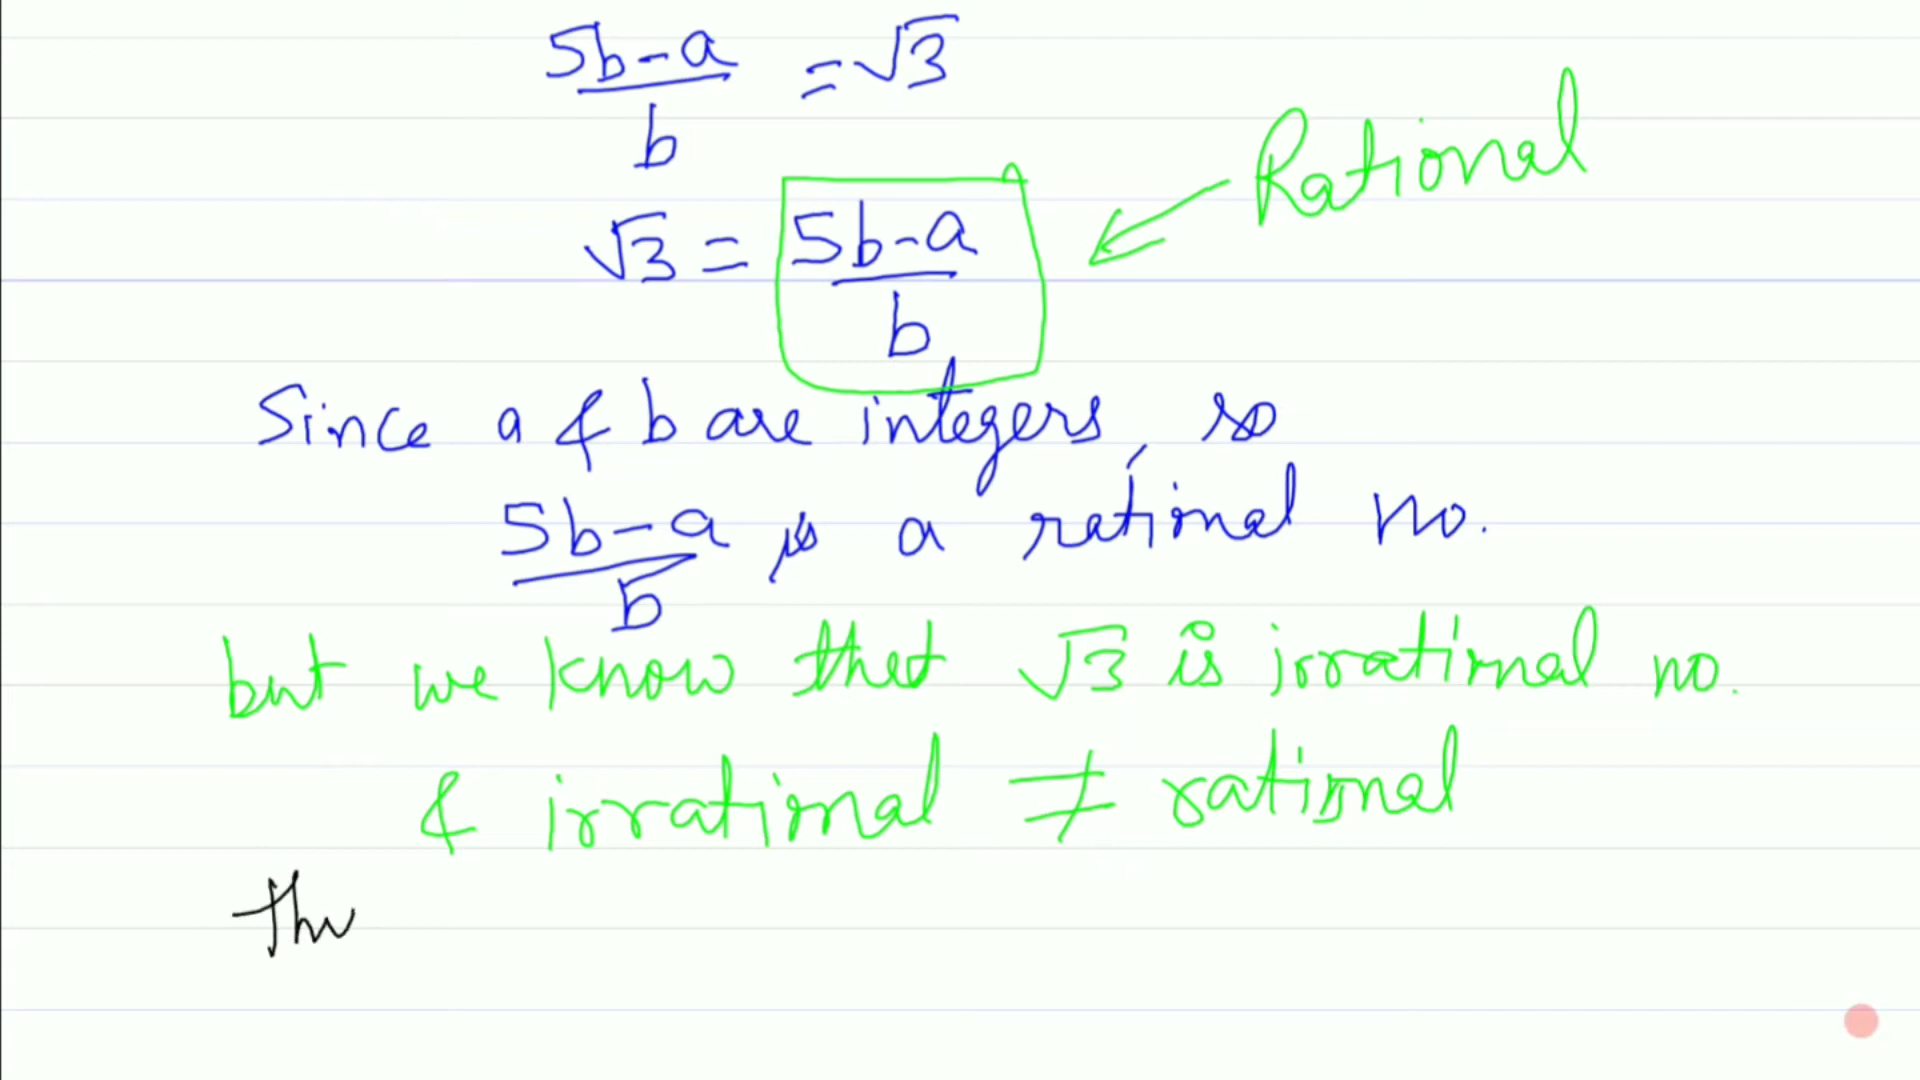 5b-a/b = √3
Rational
√3 = 5b-a/b
Since a & b are integers, so
5b-a/b is a rational no.
but we know that √3 is irrational no.
& irrational ≠ rational
thu